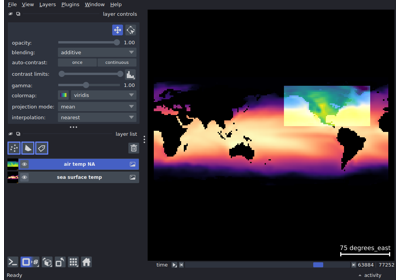 File View Layers Plugins Window Help
layer controls
opacity: 1.00
blending: additive
auto-contrast: once continuous
contrast limits:
gamma: 1.00
colormap: viridis
projection mode: mean
interpolation: nearest
layer list
air temp NA
sea surface temp
75 degrees_east
time 63884 77252
Ready activity